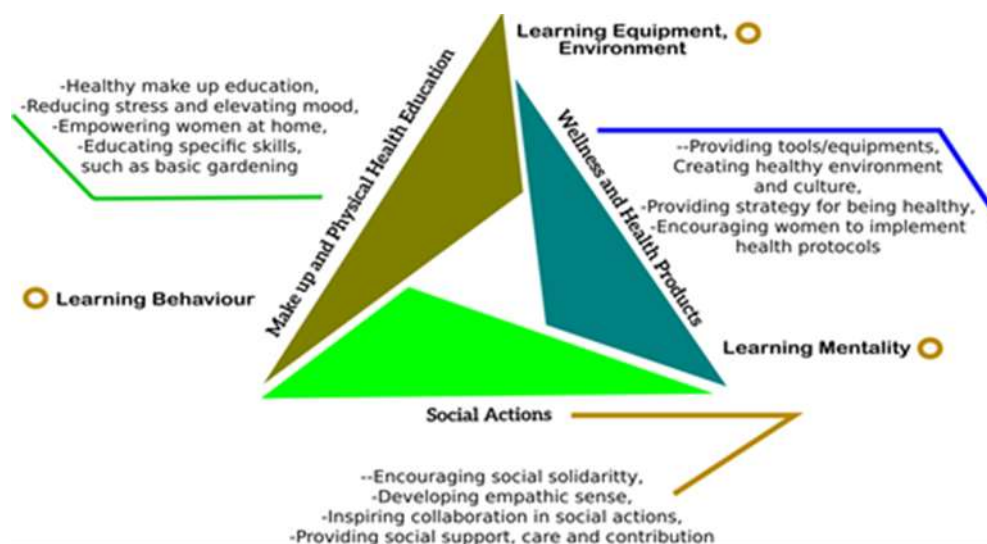 Learning Equipment,
Environment
-Healthy make up education,
-Reducing stress and elevating mood,
-Empowering women at home,
-Educating specific skills,
such as basic gardening
Make up and Physical Health Education
Wellness and Health Products
--Providing tools/equipments,
Creating healthy environment
and culture,
-Providing strategy for being healthy,
-Encouraging women to implement
health protocols
Learning Behaviour
Learning Mentality
Social Actions
--Encouraging social solidaritty,
-Developing empathic sense,
-Inspiring collaboration in social actions,
-Providing social support, care and contribution